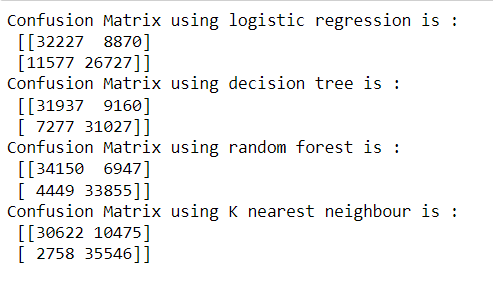 Confusion Matrix using logistic regression is :
[[32227  8870]
[11577 26727]]
Confusion Matrix using decision tree is :
[[31937  9160]
[ 7277 31027]]
Confusion Matrix using random forest is :
[[34150  6947]
[ 4449 33855]]
Confusion Matrix using K nearest neighbour is :
[[30622 10475]
[ 2758 35546]]